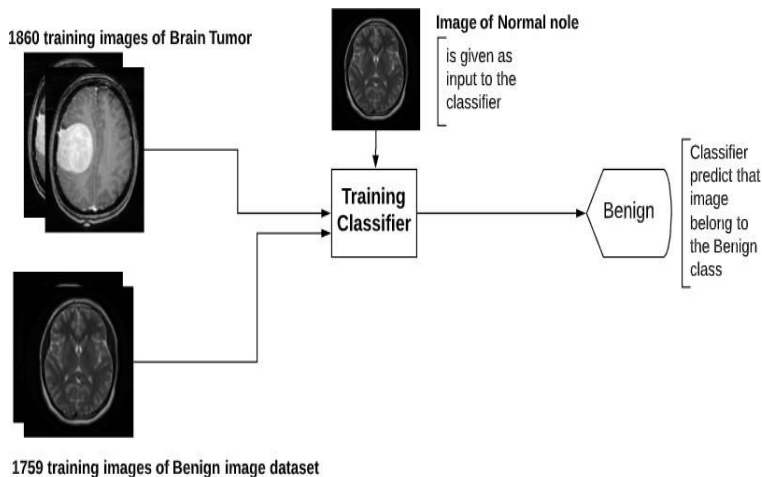 1860 training images of Brain Tumor
Image of Normal nole
is given as
input to the
classifier
Training
Classifier
Benign
Classifier
predict that
image
belong to
the Benign
class
1759 training images of Benign image dataset